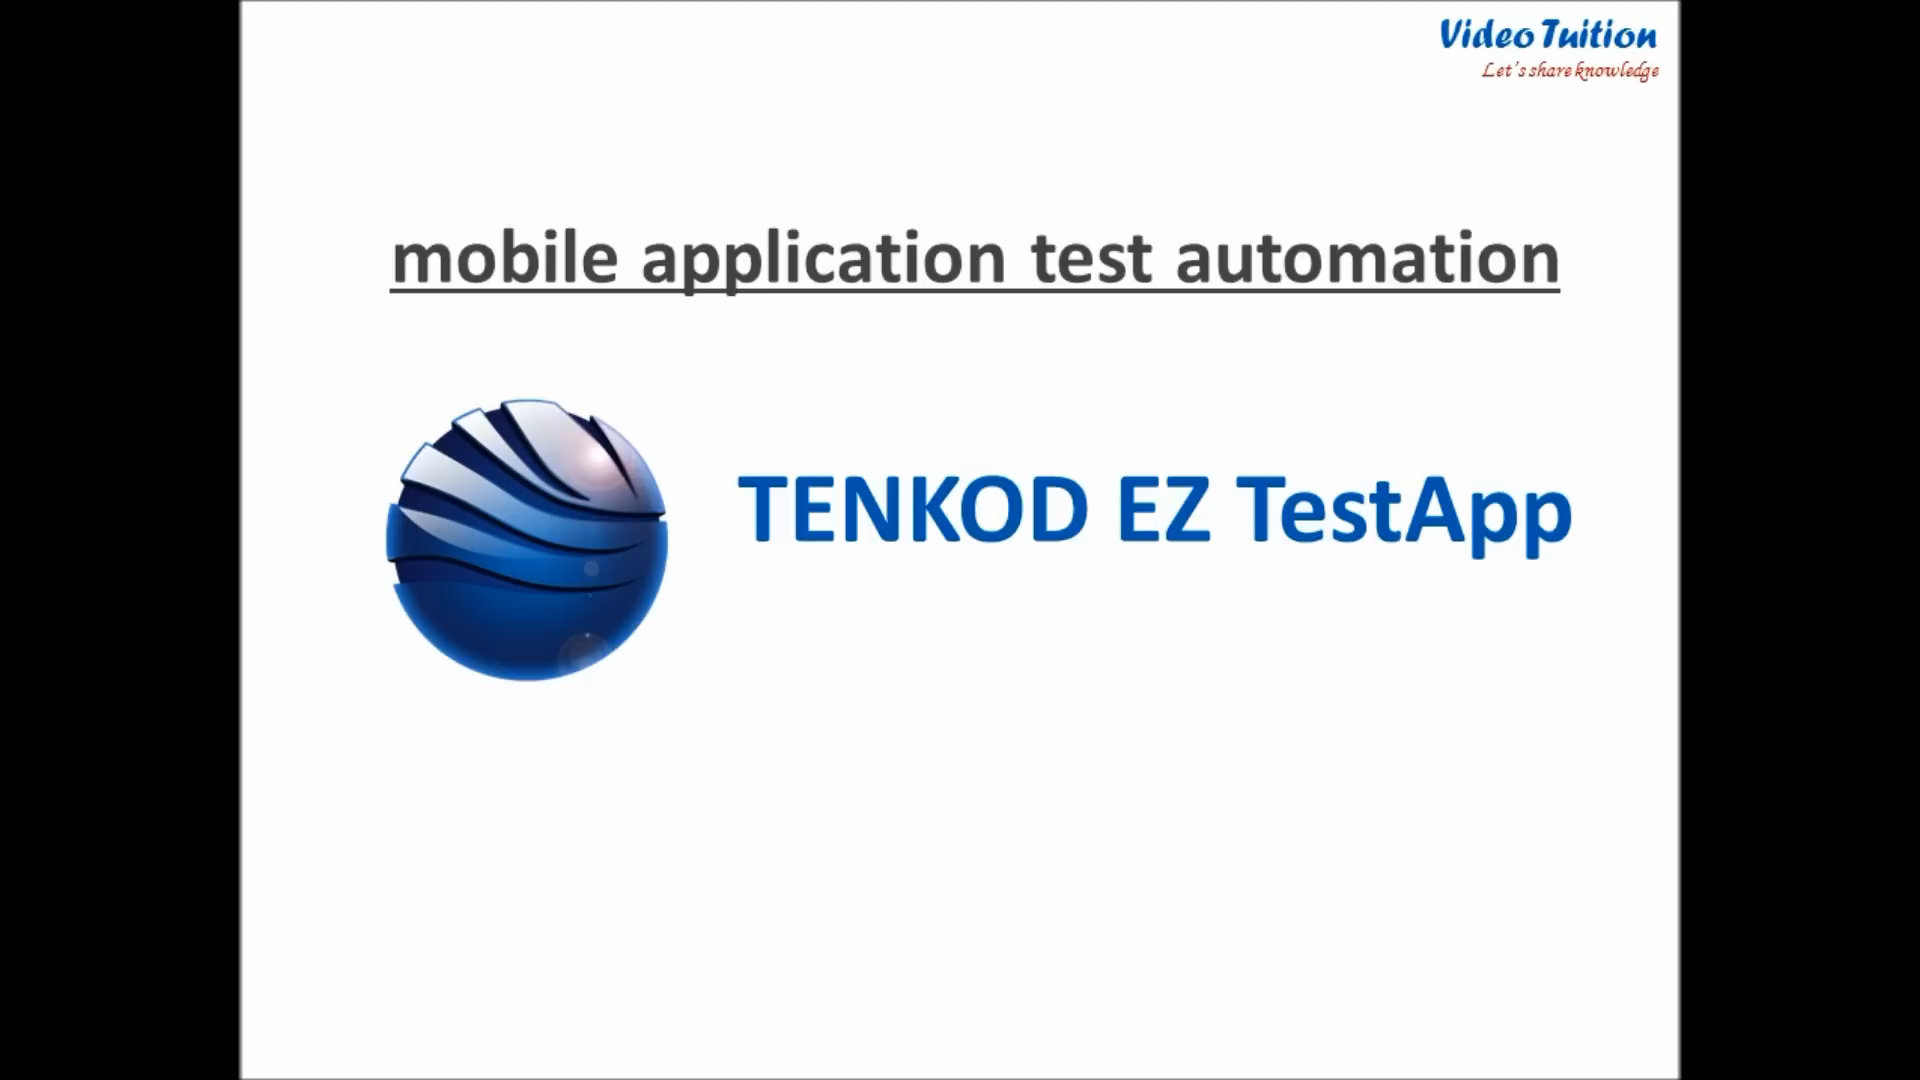 Video Tuition
Let's share knowledge
mobile application test automation
TENKOD EZ TestApp